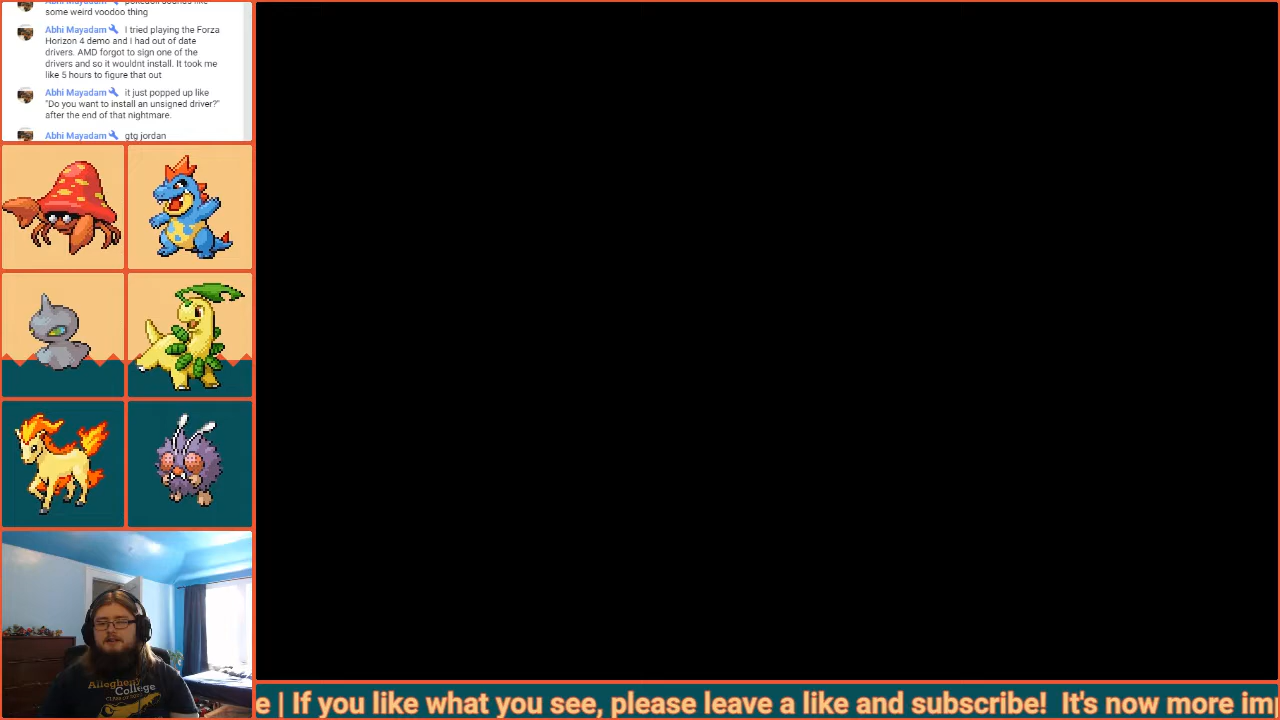 some weird voodoo thing
Abhi Mayadam I tried playing the Forza
Horizon 4 demo and I had out of date
drivers. AMD forgot to sign one of the
drivers and so it wouldnt install. It took me
like 5 hours to figure that out
Abhi Mayadam it just popped up like
"Do you want to install an unsigned driver?"
after the end of that nightmare.
Abhi Mayadam gtg jordan
Allegheny
College
e | If you like what you see, please leave a like and subscribe! It's now more im